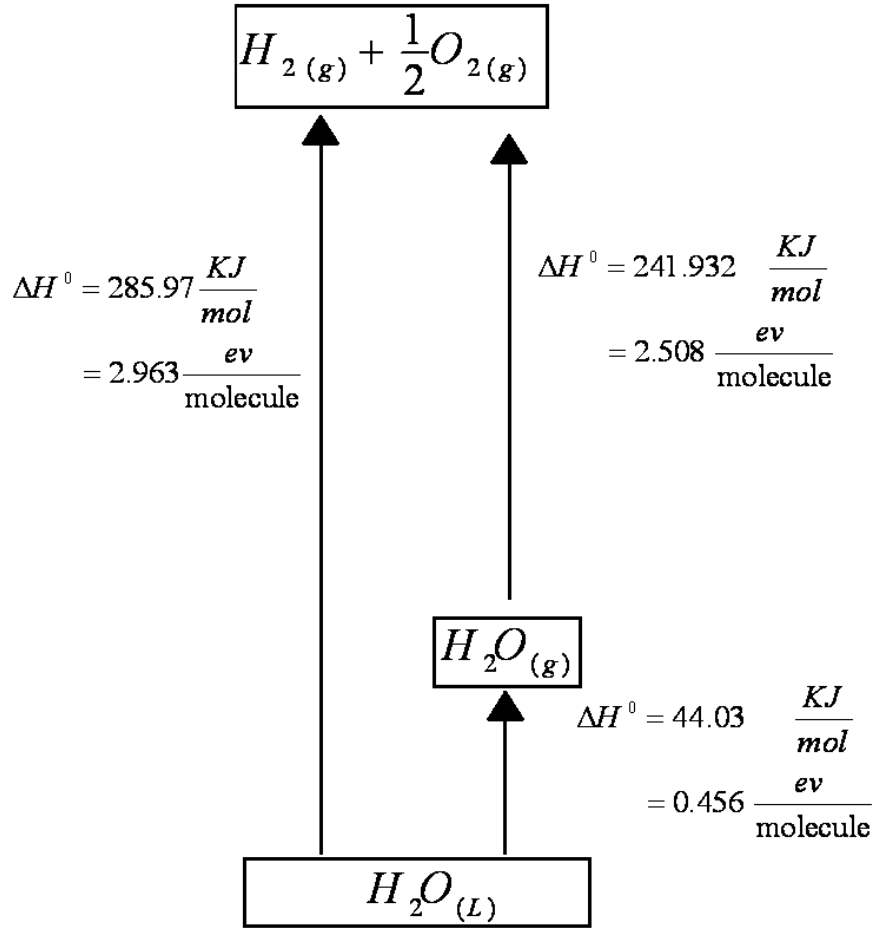 H2 (g) + 1/2 O2(g)
ΔH⁰ = 285.97 KJ/mol
= 2.963 ev/molecule
ΔH⁰ = 241.932 KJ/mol
= 2.508 ev/molecule
H2O(g)
ΔH⁰ = 44.03 KJ/mol
= 0.456 ev/molecule
H2O(L)